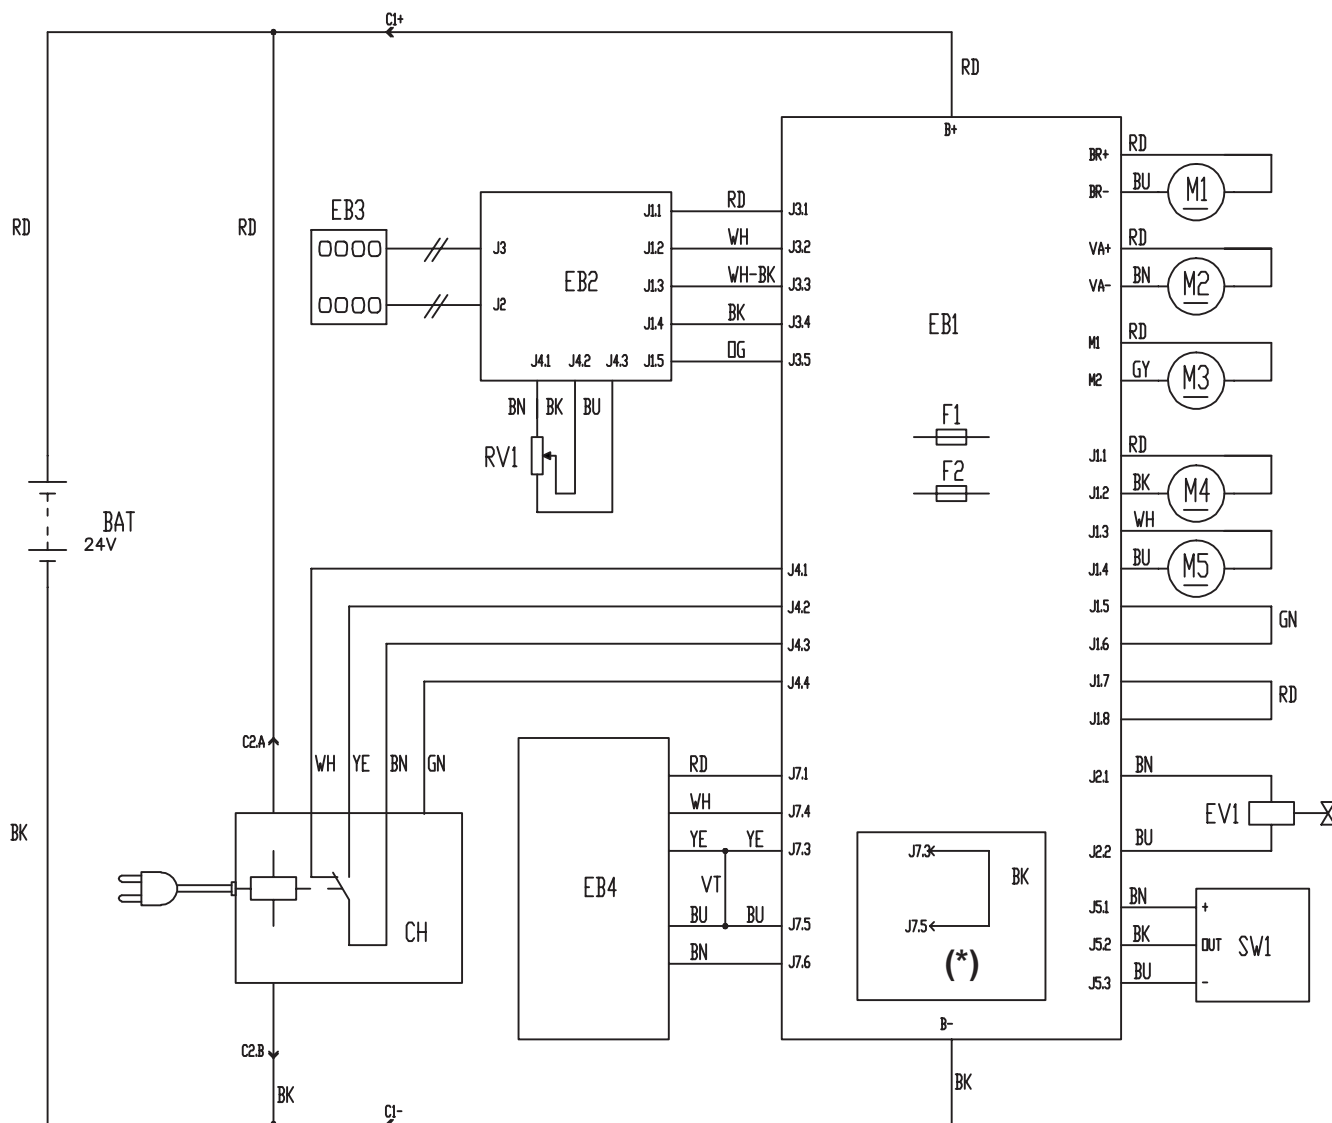 C1+
RD
B+
BR+ RD
BR- BU M1
RD RD EB3 J1.1 RD J3.1
VA+ RD
J3 J1.2 WH J3.2
EB2 J1.3 WH-BK J3.3
VA- BN M2
J2 J1.4 BK J3.4 EB1
M1 RD
J4.1 J4.2 J4.3 J1.5 OG J3.5
M2 GY M3
BN BK BU F1
RV1 J1.1 RD
F2
J1.2 BK M4
BAT J1.3 WH
24V
J4.1 J1.4 BU M5
J4.2 J1.5
GN
J4.3 J1.6
J4.4 J1.7
RD
J1.8
C2.A
WH YE BN GN RD J7.1 J2.1 BN
WH J7.4 EV1
BK YE YE J7.3 J7.3 J2.2 BU
BK
EB4 VT
J5.1 BN +
BU BU J7.5 J7.5
CH J5.2 BK OUT SW1
BN J7.6 (*)
J5.3 BU -
B-
C2.B
BK BK
C1-